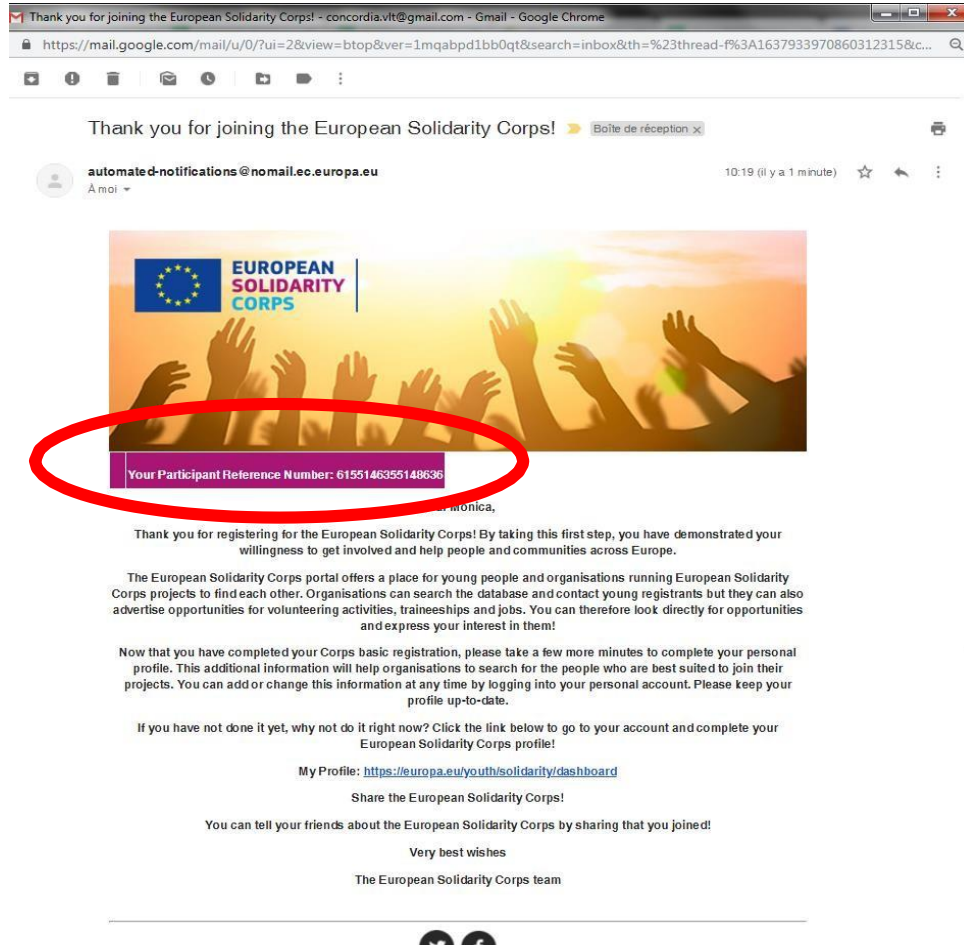 Thank you for joining the European Solidarity Corps! - concordia.vlt@gmail.com - Gmail - Google Chrome
https://mail.google.com/mail/u/0/?ui=2&view=btop&ver=1mqabpd1bb0qt&search=inbox&th=%23thread-f%3A1637933970860312315&c...
Thank you for joining the European Solidarity Corps! Boîte de réception x
automated-notifications@nomail.ec.europa.eu 10:19 (il y a 1 minute)
À moi
EUROPEAN
SOLIDARITY
CORPS
Your Participant Reference Number: 6155146355148636
Monica,
Thank you for registering for the European Solidarity Corps! By taking this first step, you have demonstrated your
willingness to get involved and help people and communities across Europe.
The European Solidarity Corps portal offers a place for young people and organisations running European Solidarity
Corps projects to find each other. Organisations can search the database and contact young registrants but they can also
advertise opportunities for volunteering activities, traineeships and jobs. You can therefore look directly for opportunities
and express your interest in them!
Now that you have completed your Corps basic registration, please take a few more minutes to complete your personal
profile. This additional information will help organisations to search for the people who are best suited to join their
projects. You can add or change this information at any time by logging into your personal account. Please keep your
profile up-to-date.
If you have not done it yet, why not do it right now? Click the link below to go to your account and complete your
European Solidarity Corps profile!
My Profile: https://europa.eu/youth/solidarity/dashboard
Share the European Solidarity Corps!
You can tell your friends about the European Solidarity Corps by sharing that you joined!
Very best wishes
The European Solidarity Corps team